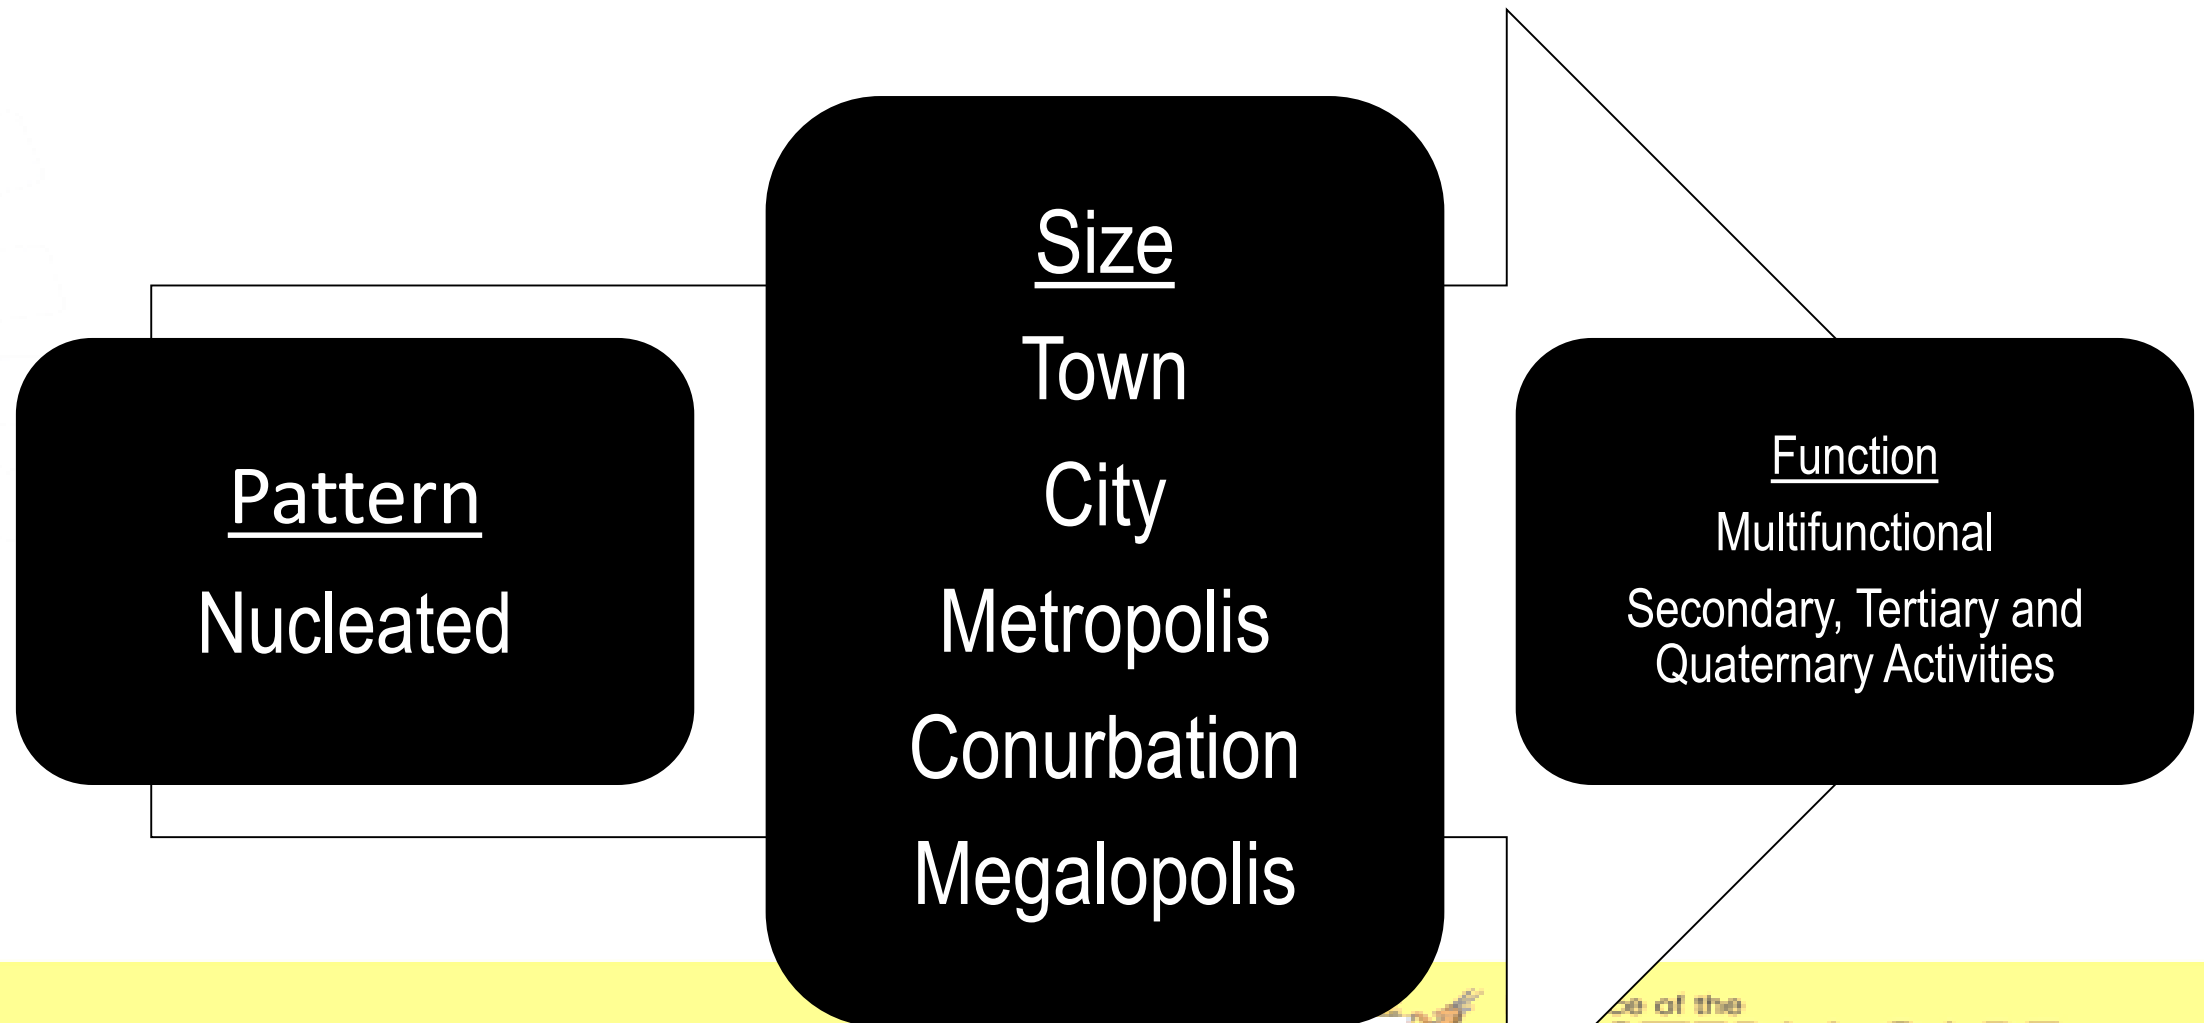 Pattern
Nucleated
Size
Town
City
Metropolis
Conurbation
Megalopolis
Function
Multifunctional
Secondary, Tertiary and
Quaternary Activities
of the